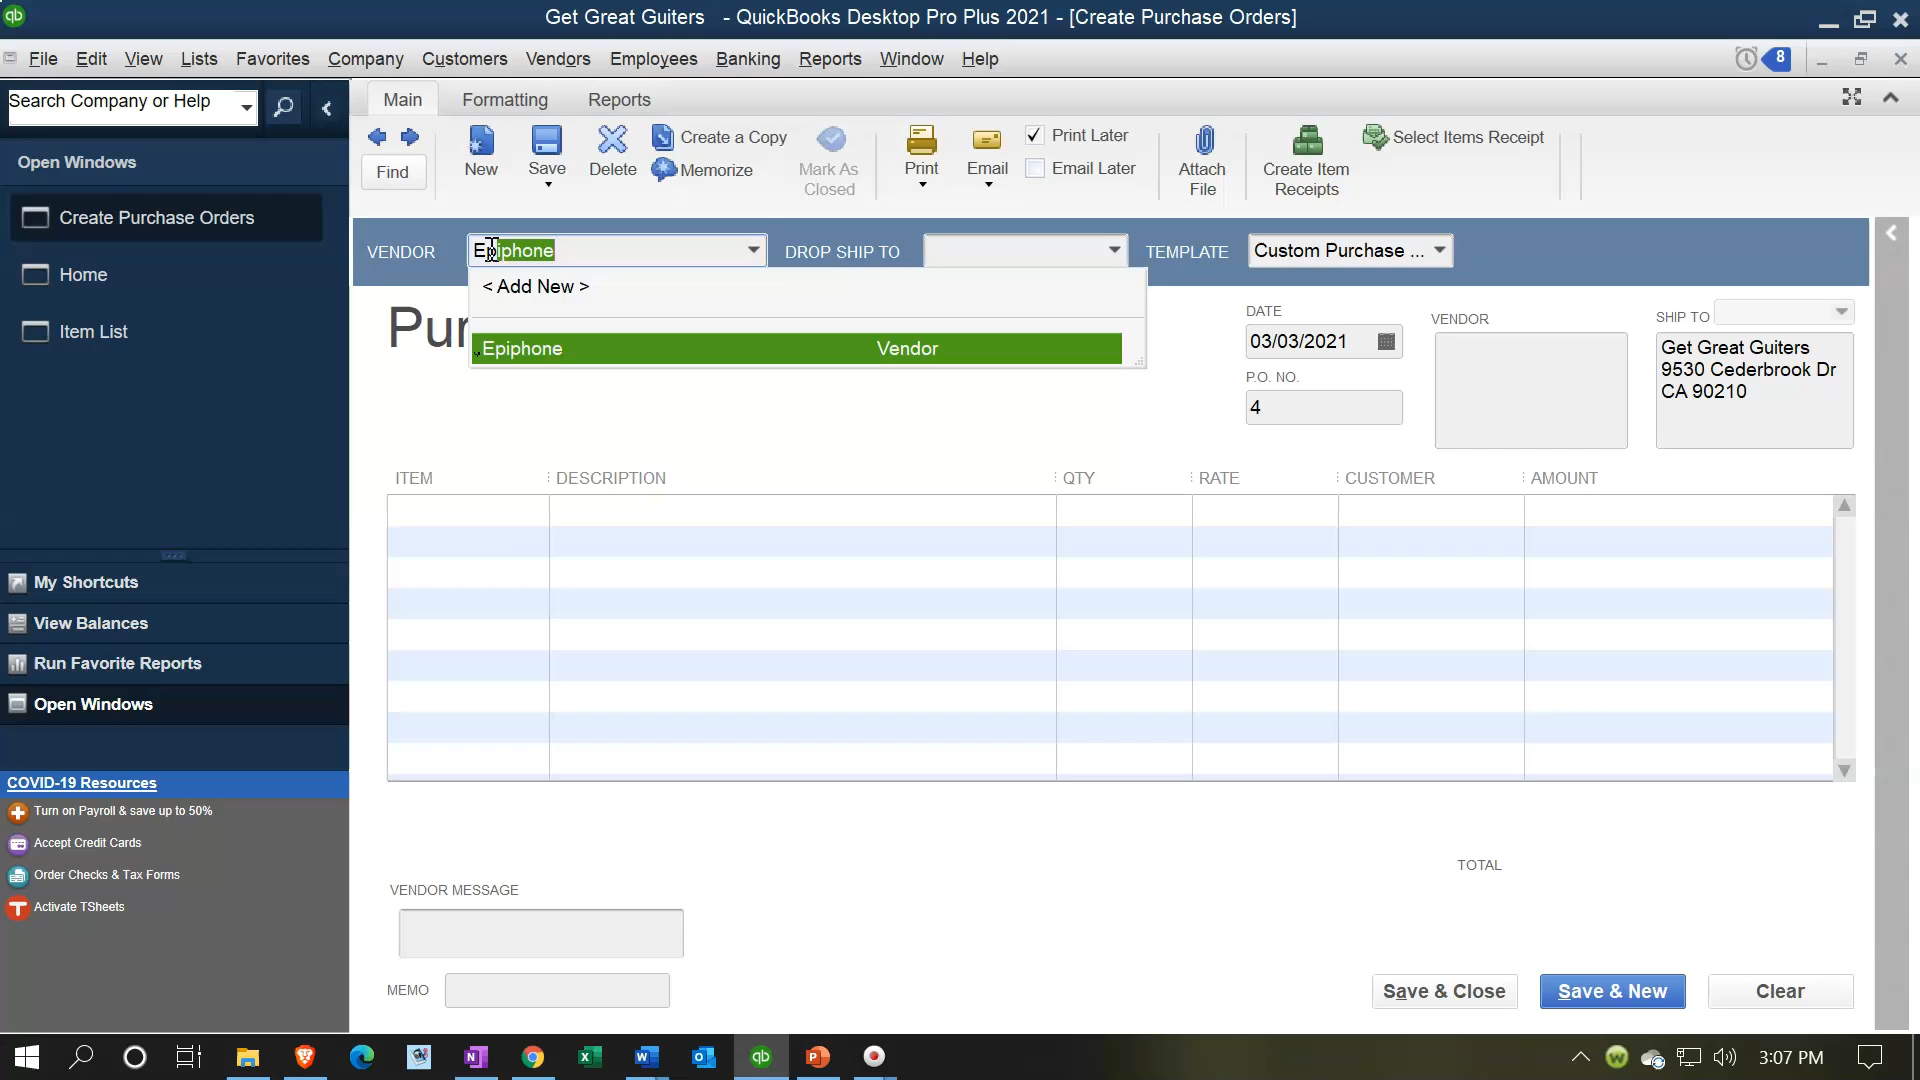 Get Great Guiters - QuickBooks Desktop Pro Plus 2021 - [Create Purchase Orders]
File Edit View Lists Favorites Company Customers Vendors Employees Banking Reports Window Help
8
Search Company or Help
Main Formatting Reports
Find
New
Save
Delete
Create a Copy
Memorize
Mark As
Closed
Print
Email
Print Later
Email Later
Attach
File
Create Item
Receipts
Select Items Receipt
Open Windows
Create Purchase Orders
Home
Item List
My Shortcuts
View Balances
Run Favorite Reports
Open Windows
COVID-19 Resources
Turn on Payroll & save up to 50%
Accept Credit Cards
Order Checks & Tax Forms
Activate TSheets
VENDOR Epiphone DROP SHIP TO TEMPLATE Custom Purchase ...
< Add New >
Epiphone Vendor
Pur
DATE
03/03/2021
P.O. NO.
4
VENDOR
SHIP TO
Get Great Guiters
9530 Cederbrook Dr
CA 90210
ITEM DESCRIPTION QTY RATE CUSTOMER AMOUNT
TOTAL
VENDOR MESSAGE
MEMO
Save & Close Save & New Clear
3:07 PM